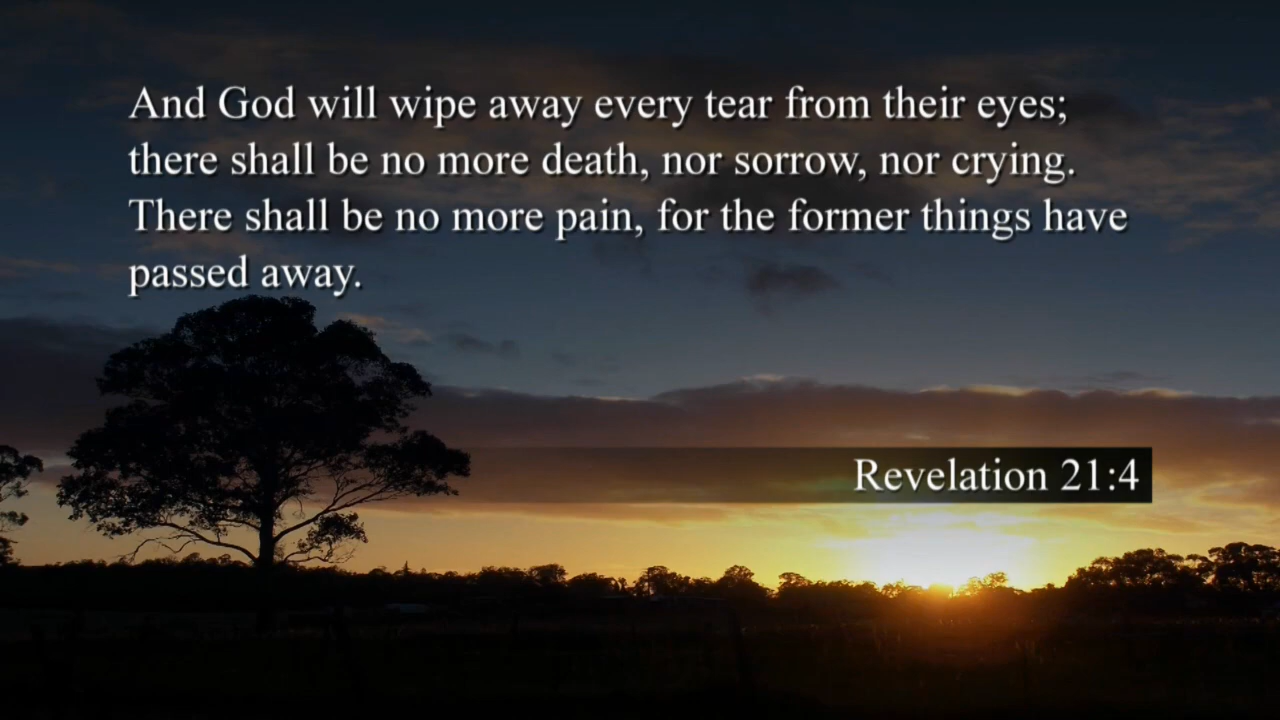 And God will wipe away every tear from their eyes;
there shall be no more death, nor sorrow, nor crying.
There shall be no more pain, for the former things have
passed away.
Revelation 21:4